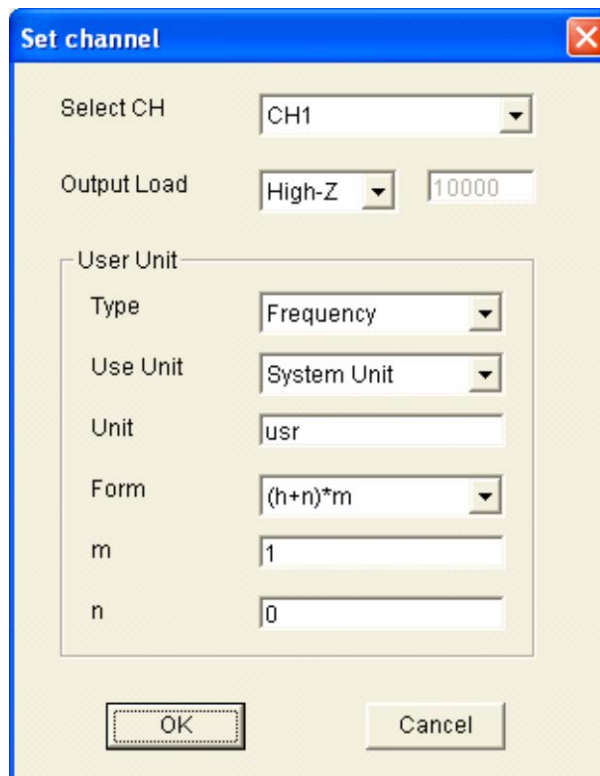 Set channel
Select CH CH1
Output Load High-Z 10000
User Unit
Type Frequency
Use Unit System Unit
Unit usr
Form (h+n)*m
m 1
n 0
OK Cancel